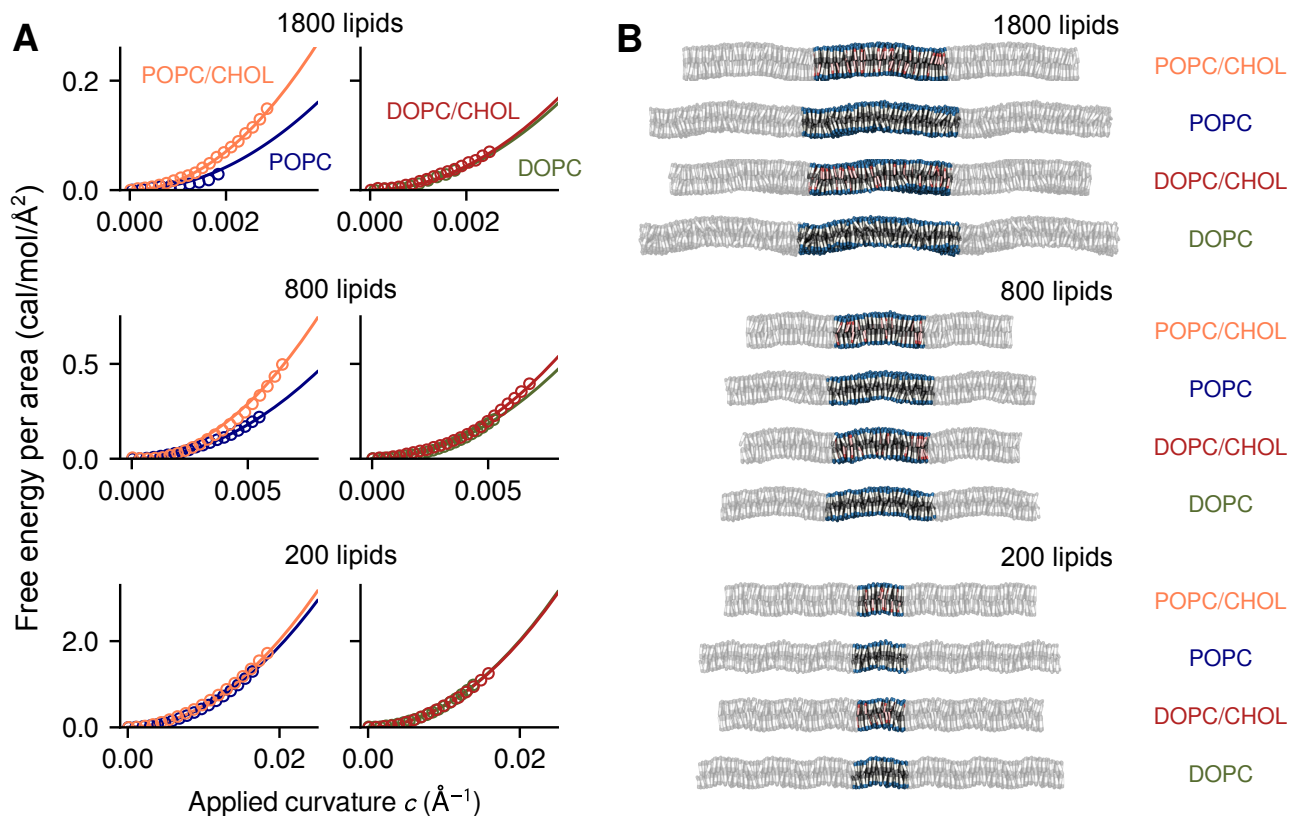 A
1800 lipids
0.2
0.0
POPC/CHOL
POPC
DOPC/CHOL
DOPC
0.000
0.002
0.000
0.002
800 lipids
0.5
0.0
0.000
0.005
0.000
0.005
200 lipids
2.0
0.0
0.00
0.02
0.00
0.02
Free energy per area (cal/mol/Å²)
Applied curvature c (Å⁻¹)
B
1800 lipids
POPC/CHOL
POPC
DOPC/CHOL
DOPC
800 lipids
POPC/CHOL
POPC
DOPC/CHOL
DOPC
200 lipids
POPC/CHOL
POPC
DOPC/CHOL
DOPC